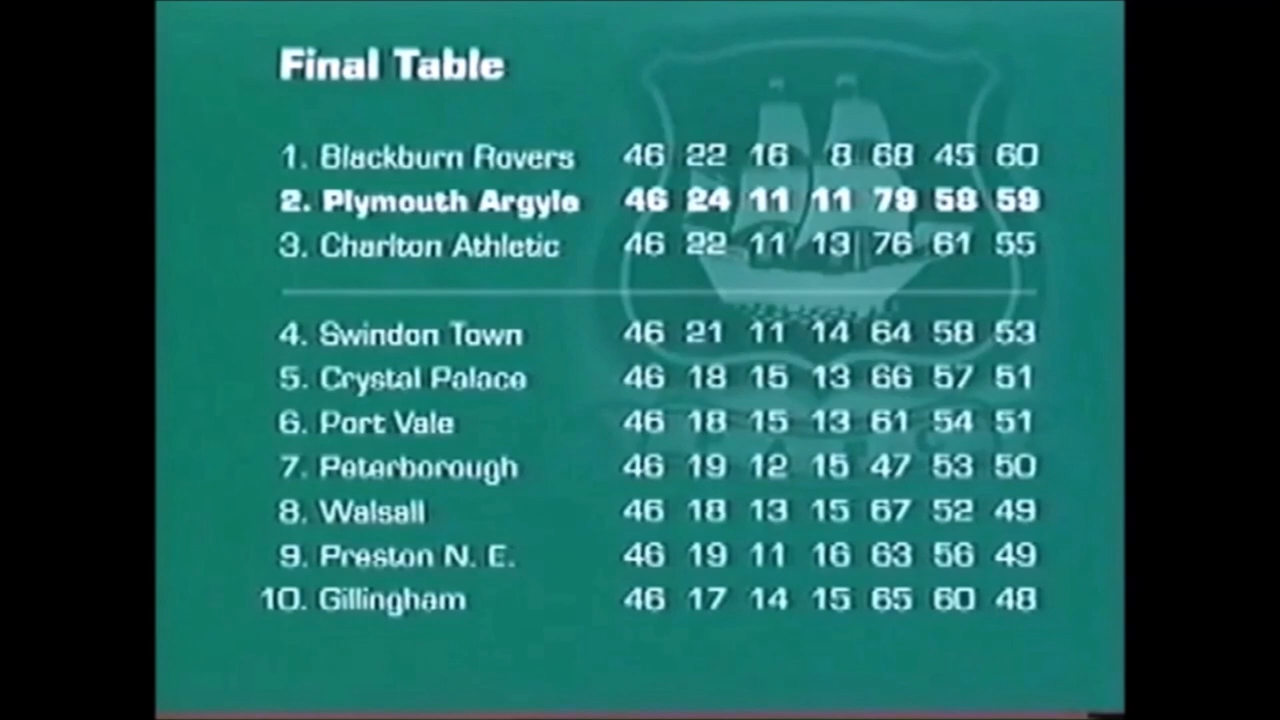 Final Table
1. Blackburn Rovers 46 22 16 8 68 45 60
2. Plymouth Argyle 46 24 11 11 79 58 59
3. Charlton Athletic 46 22 11 13 76 61 55
4. Swindon Town 46 21 11 14 64 58 53
5. Crystal Palace 46 18 15 13 66 57 51
6. Port Vale 46 18 15 13 61 54 51
7. Peterborough 46 19 12 15 47 53 50
8. Walsall 46 18 13 15 67 52 49
9. Preston N. E. 46 19 11 16 63 56 49
10. Gillingham 46 17 14 15 65 60 48